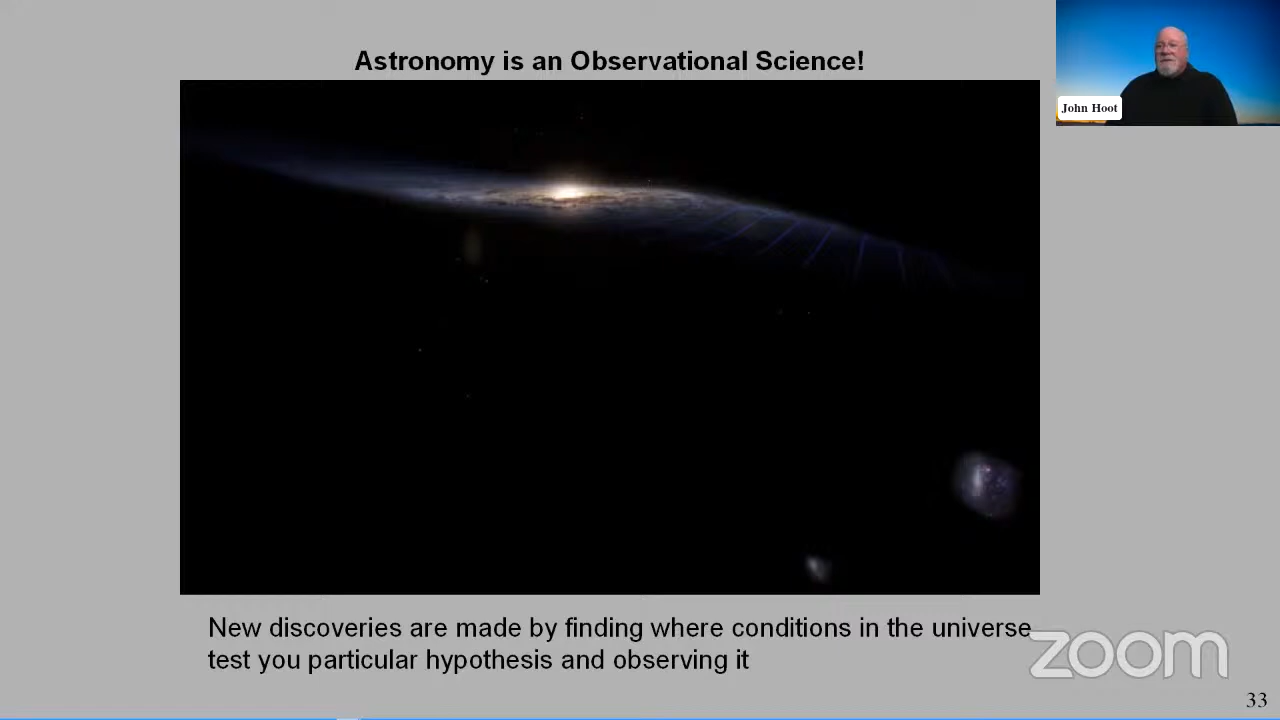 Astronomy is an Observational Science!
John Hoot
New discoveries are made by finding where conditions in the universe
test you particular hypothesis and observing it
zoom
33